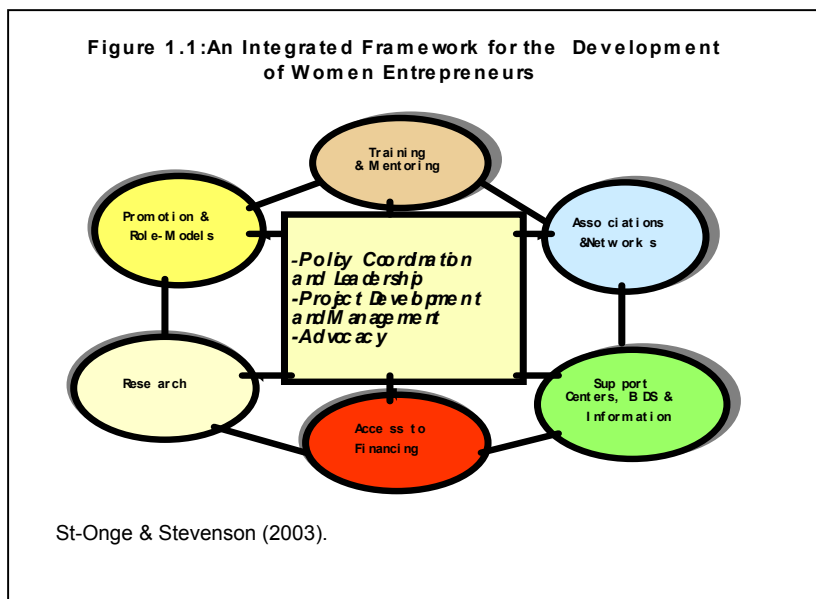 Figure 1.1:An Integrated Framework for the Development
of Women Entrepreneurs
Training
& Mentoring
Promotion &
Role-Models
Associations
&Networks
-Policy Coordination
and Leadership
-Project Development
and Management
-Advocacy
Research
Support
Centers, BDS &
Information
Access to
Financing
St-Onge & Stevenson (2003).